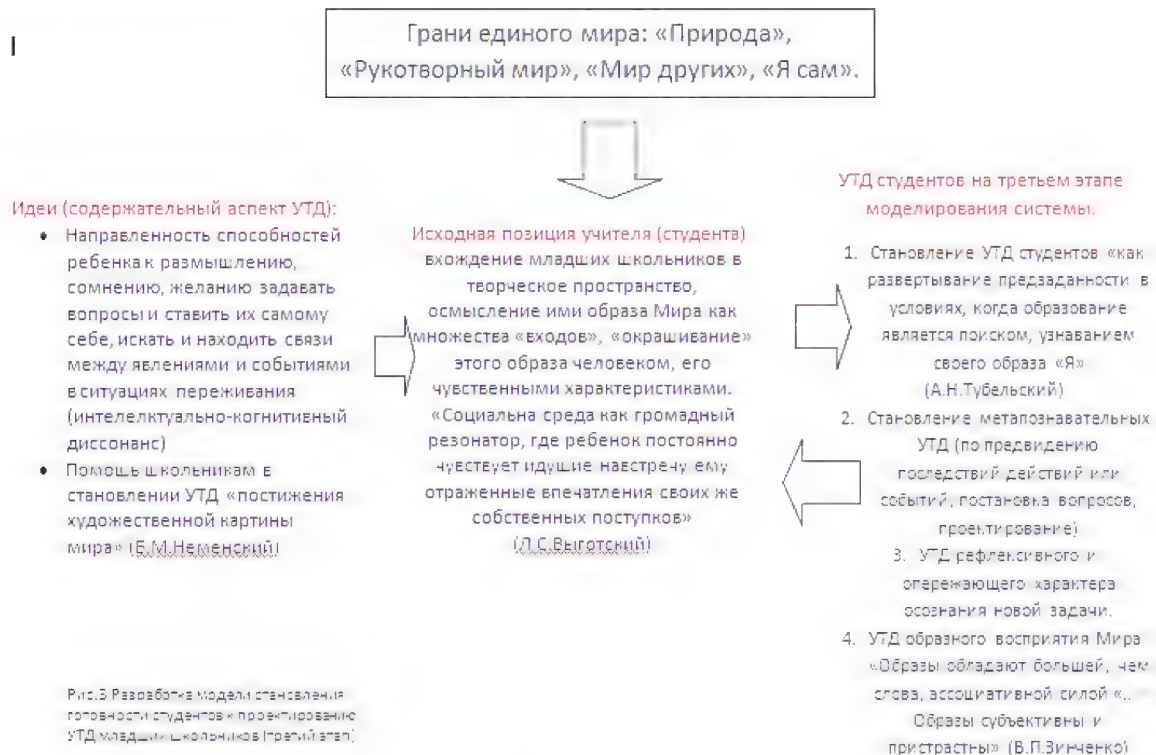 I
Грани единого мира: «Природа»,
«Рукотворный мир», «Мир других», «Я сам».
Идеи (содержательный аспект УТД):
• Направленность способностей
ребенка к размышлению,
сомнению, желанию задавать
вопросы и ставить их самому
себе, искать и находить связи
между явлениями и событиями
в ситуациях переживания
(интелелктуально-когнитивный
диссонанс)
• Помощь школьникам в
становлении УТД «постижения
художественной картины
мира» (Б.М.Неменский)
Исходная позиция учителя (студента)
вхождение младших школьников в
творческое пространство,
осмысление ими образа Мира как
множества «входов», «окрашивание»
этого образа человеком, его
чувственными характеристиками.
«Социальна среда как громадный
резонатор, где ребенок постоянно
чувствует идущие навстречу ему
отраженные впечатления своих же
собственных поступков»
(Л.С.Выготский)
УТД студентов на третьем этапе
моделирования системы.
1. Становление УТД студентов «как
развертывание предзаданности в
условиях, когда образование
является поиском, узнаванием
своего образа «Я»
(А.Н.Тубельский)
2. Становление метапознавательных
УТД (по предвидению
последствий действий или
событий, постановка вопросов,
проектирование)
3. УТД рефлексивного и
опережающего характера
осознания новой задачи.
4. УТД образного восприятия Мира
«Образы обладают большей, чем
слова, ассоциативной силой «..
Образы субъективны и
пристрастны» (В.П.Зинченко)
Рис.5 Разработка модели становления
готовности студентов к проектированию
УТД младших школьников (третий этап)